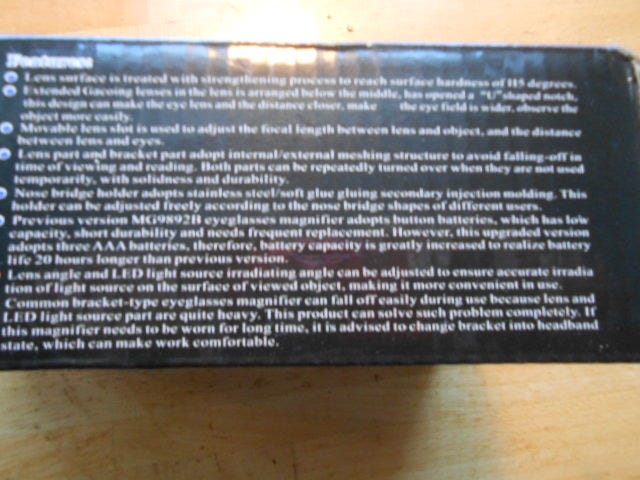 Features:
Lens surface is treated with strengthening process to reach surface hardness of H5 degrees.
Extended Gacoing lenses in the lens is arranged below the middle, has opened a "U" shaped notch,
this design can make the eye lens and the distance closer, make the eye field is wider, observe the
object more easily.
Movable lens slot is used to adjust the focal length between lens and object, and the distance
between lens and eyes.
Lens part and bracket part adopt internal/external meshing structure to avoid falling-off in
time of viewing and reading. Both parts can be repeatedly turned over when they are not used
temporarily, with solidness and durability.
Nose bridge holder adopts stainless steel/soft glue gluing secondary injection molding. This
holder can be adjusted freely according to the nose bridge shapes of different users.
Previous version MG9892B eyeglasses magnifier adopts button batteries, which has low
capacity, short durability and needs frequent replacement. However, this upgraded version
adopts three AAA batteries, therefore, battery capacity is greatly increased to realize battery
life 20 hours longer than previous version.
Lens angle and LED light source irradiating angle can be adjusted to ensure accurate irradia
tion of light source on the surface of viewed object, making it more convenient in use.
Common bracket-type eyeglasses magnifier can fall off easily during use because lens and
LED light source part are quite heavy. This product can solve such problem completely. If
this magnifier needs to be worn for long time, it is advised to change bracket into headband
state, which can make work comfortable.